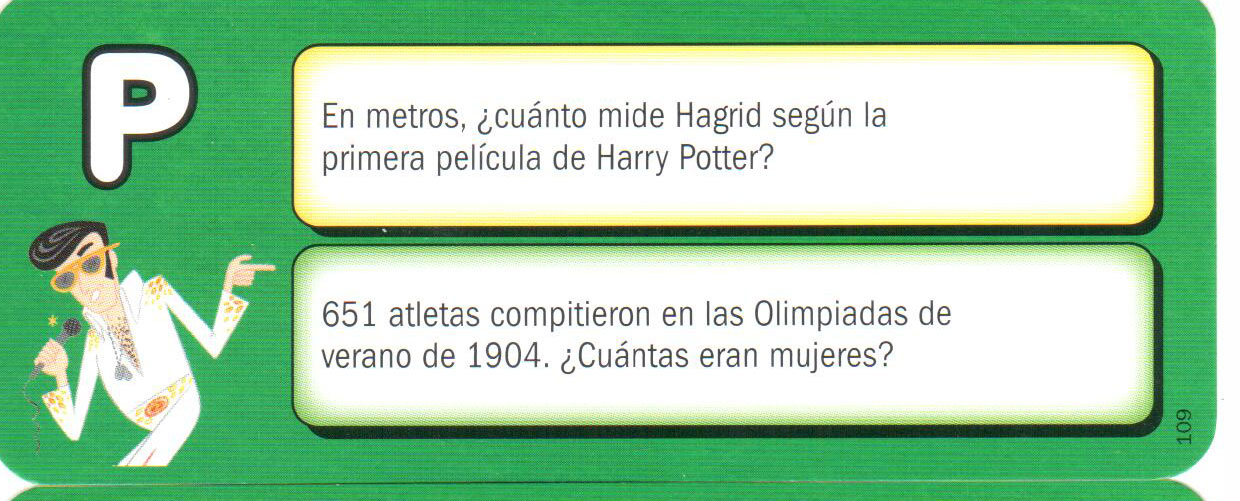 P
En metros, ¿cuánto mide Hagrid según la
primera película de Harry Potter?
651 atletas compitieron en las Olimpiadas de
verano de 1904. ¿Cuántas eran mujeres?
109